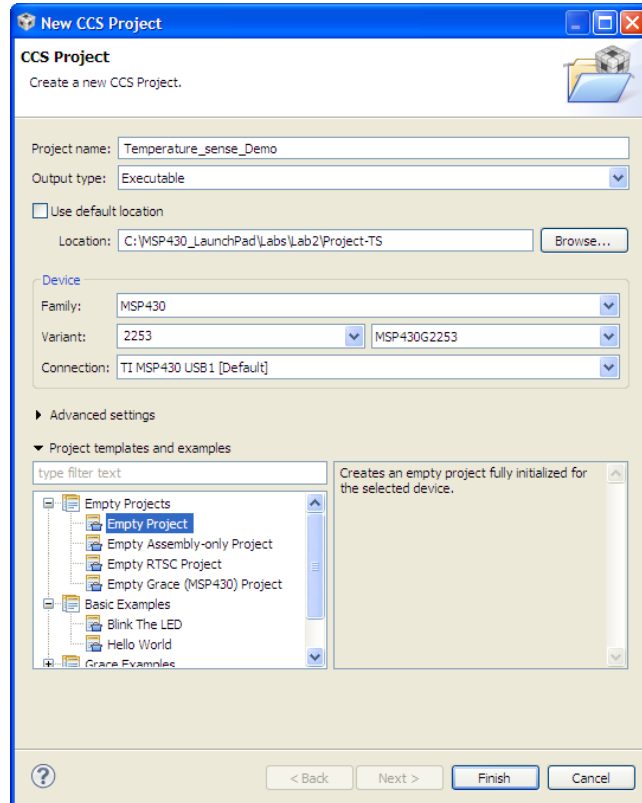 New CCS Project
CCS Project
Create a new CCS Project.
Project name: Temperature_sense_Demo
Output type: Executable
Use default location
Location: C:\MSP430_LaunchPad\Labs\Lab2\Project-TS Browse...
Device
Family: MSP430
Variant: 2253 MSP430G2253
Connection: TI MSP430 USB1 [Default]
Advanced settings
Project templates and examples
type filter text
Empty Projects
Empty Project
Empty Assembly-only Project
Empty RTSC Project
Empty Grace (MSP430) Project
Basic Examples
Blink The LED
Hello World
Grace Examples
Creates an empty project fully initialized for
the selected device.
? < Back Next > Finish Cancel